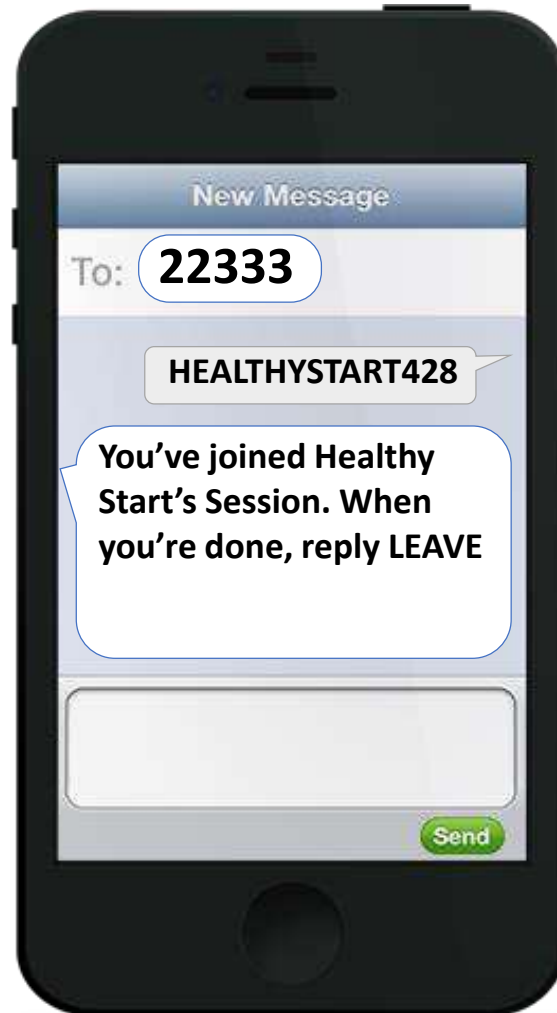 New Message
To: 22333
HEALTHYSTART428
You’ve joined Healthy
Start’s Session. When
you’re done, reply LEAVE
Send